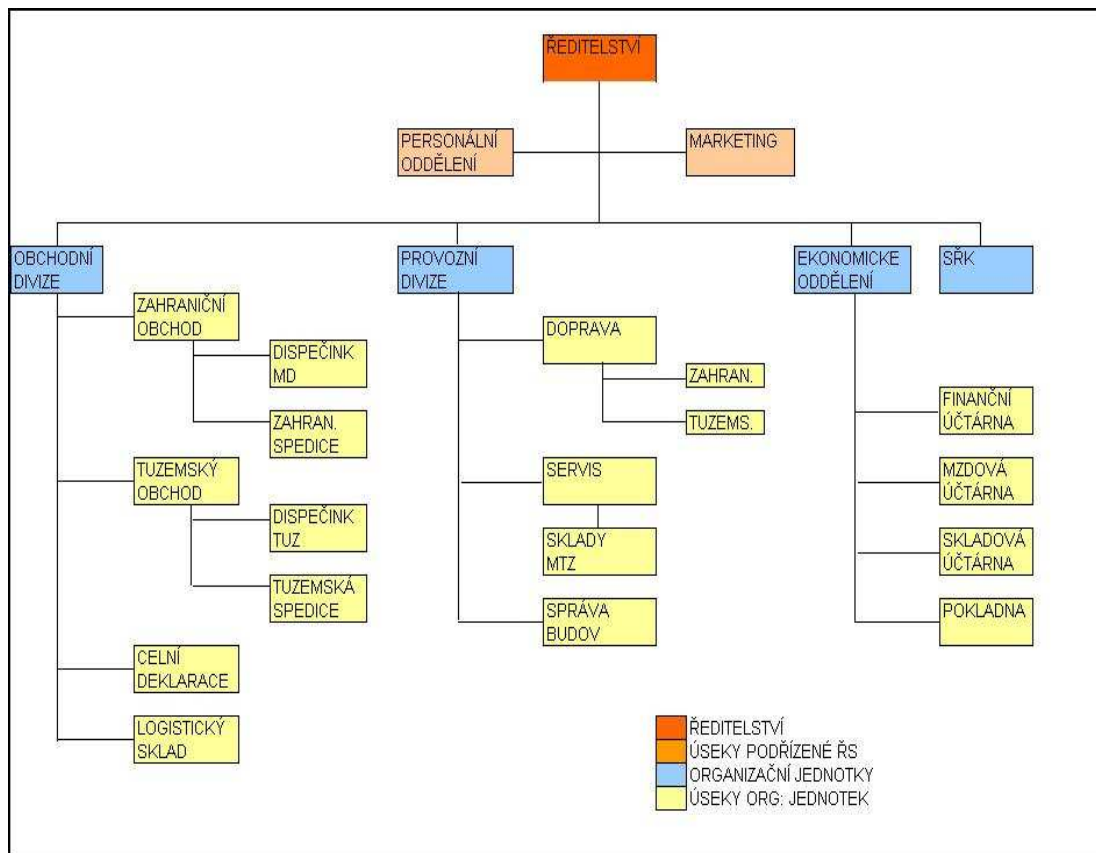 ŘEDITELSTVÍ
PERSONÁLNÍ
ODDĚLENÍ
MARKETING
OBCHODNÍ
DIVIZE
PROVOZNÍ
DIVIZE
EKONOMICKE
ODDĚLENÍ
SŘK
ZAHRANIČNÍ
OBCHOD
DISPEČINK
MD
ZAHRAN.
SPEDICE
TUZEMSKÝ
OBCHOD
DISPEČINK
TUZ
TUZEMSKÁ
SPEDICE
CELNÍ
DEKLARACE
LOGISTICKÝ
SKLAD
DOPRAVA
ZAHRAN.
TUZEMS.
SERVIS
SKLADY
MTZ
SPRÁVA
BUDOV
FINANČNÍ
ÚČTÁRNA
MZDOVÁ
ÚČTÁRNA
SKLADOVÁ
ÚČTÁRNA
POKLADNA
ŘEDITELSTVÍ
ÚSEKY PODŘÍZENÉ ŘS
ORGANIZAČNÍ JEDNOTKY
ÚSEKY ORG: JEDNOTEK